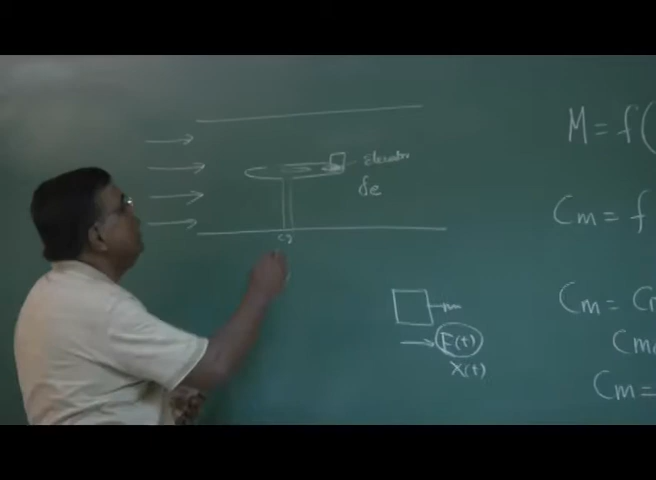 elevator
δe
F(t)
X(t)
M = f(
Cm = f
Cm = C
Cm
Cm =